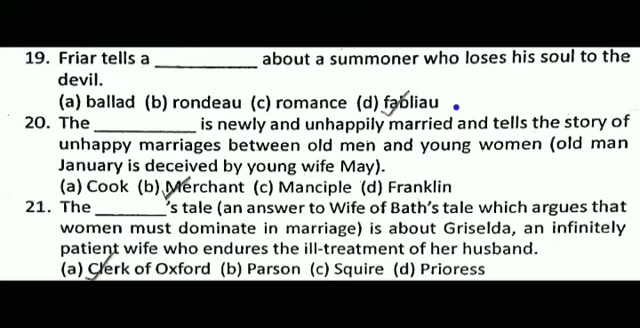 19. Friar tells a ____________ about a summoner who loses his soul to the
devil.
(a) ballad (b) rondeau (c) romance (d) fabliau
20. The ____________ is newly and unhappily married and tells the story of
unhappy marriages between old men and young women (old man
January is deceived by young wife May).
(a) Cook (b) Merchant (c) Manciple (d) Franklin
21. The ________'s tale (an answer to Wife of Bath's tale which argues that
women must dominate in marriage) is about Griselda, an infinitely
patient wife who endures the ill-treatment of her husband.
(a) Clerk of Oxford (b) Parson (c) Squire (d) Prioress